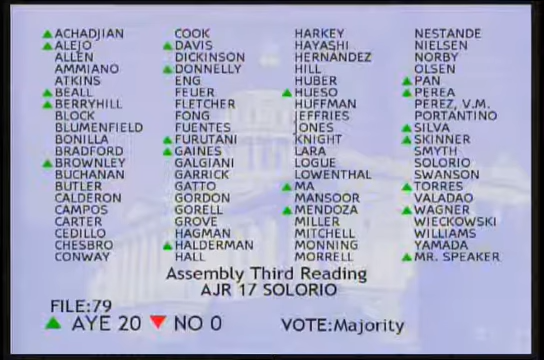 ACHADJIAN COOK HARKEY NESTANDE
ALEJO DAVIS HAYASHI NIELSEN
ALLEN DICKINSON HERNANDEZ NORBY
AMMIANO DONNELLY HILL OLSEN
ATKINS ENG HUBER PAN
BEALL FEUER HUESO PEREA
BERRYHILL FLETCHER HUFFMAN PEREZ, V.M.
BLOCK FONG JEFFRIES PORTANTINO
BLUMENFIELD FUENTES JONES SILVA
BONILLA FURUTANI KNIGHT SKINNER
BRADFORD GAINES LARA SMYTH
BROWNLEY GALGIANI LOGUE SOLORIO
BUCHANAN GARRICK LOWENTHAL SWANSON
BUTLER GATTO MA TORRES
CALDERON GORDON MANSOOR VALADAO
CAMPOS GORELL MENDOZA WAGNER
CARTER GROVE MILLER WIECKOWSKI
CEDILLO HAGMAN MITCHELL WILLIAMS
CHESBRO HALDERMAN MONNING YAMADA
CONWAY HALL MORRELL MR. SPEAKER
Assembly Third Reading
AJR 17 SOLORIO
FILE:79
AYE 20 NO 0 VOTE:Majority